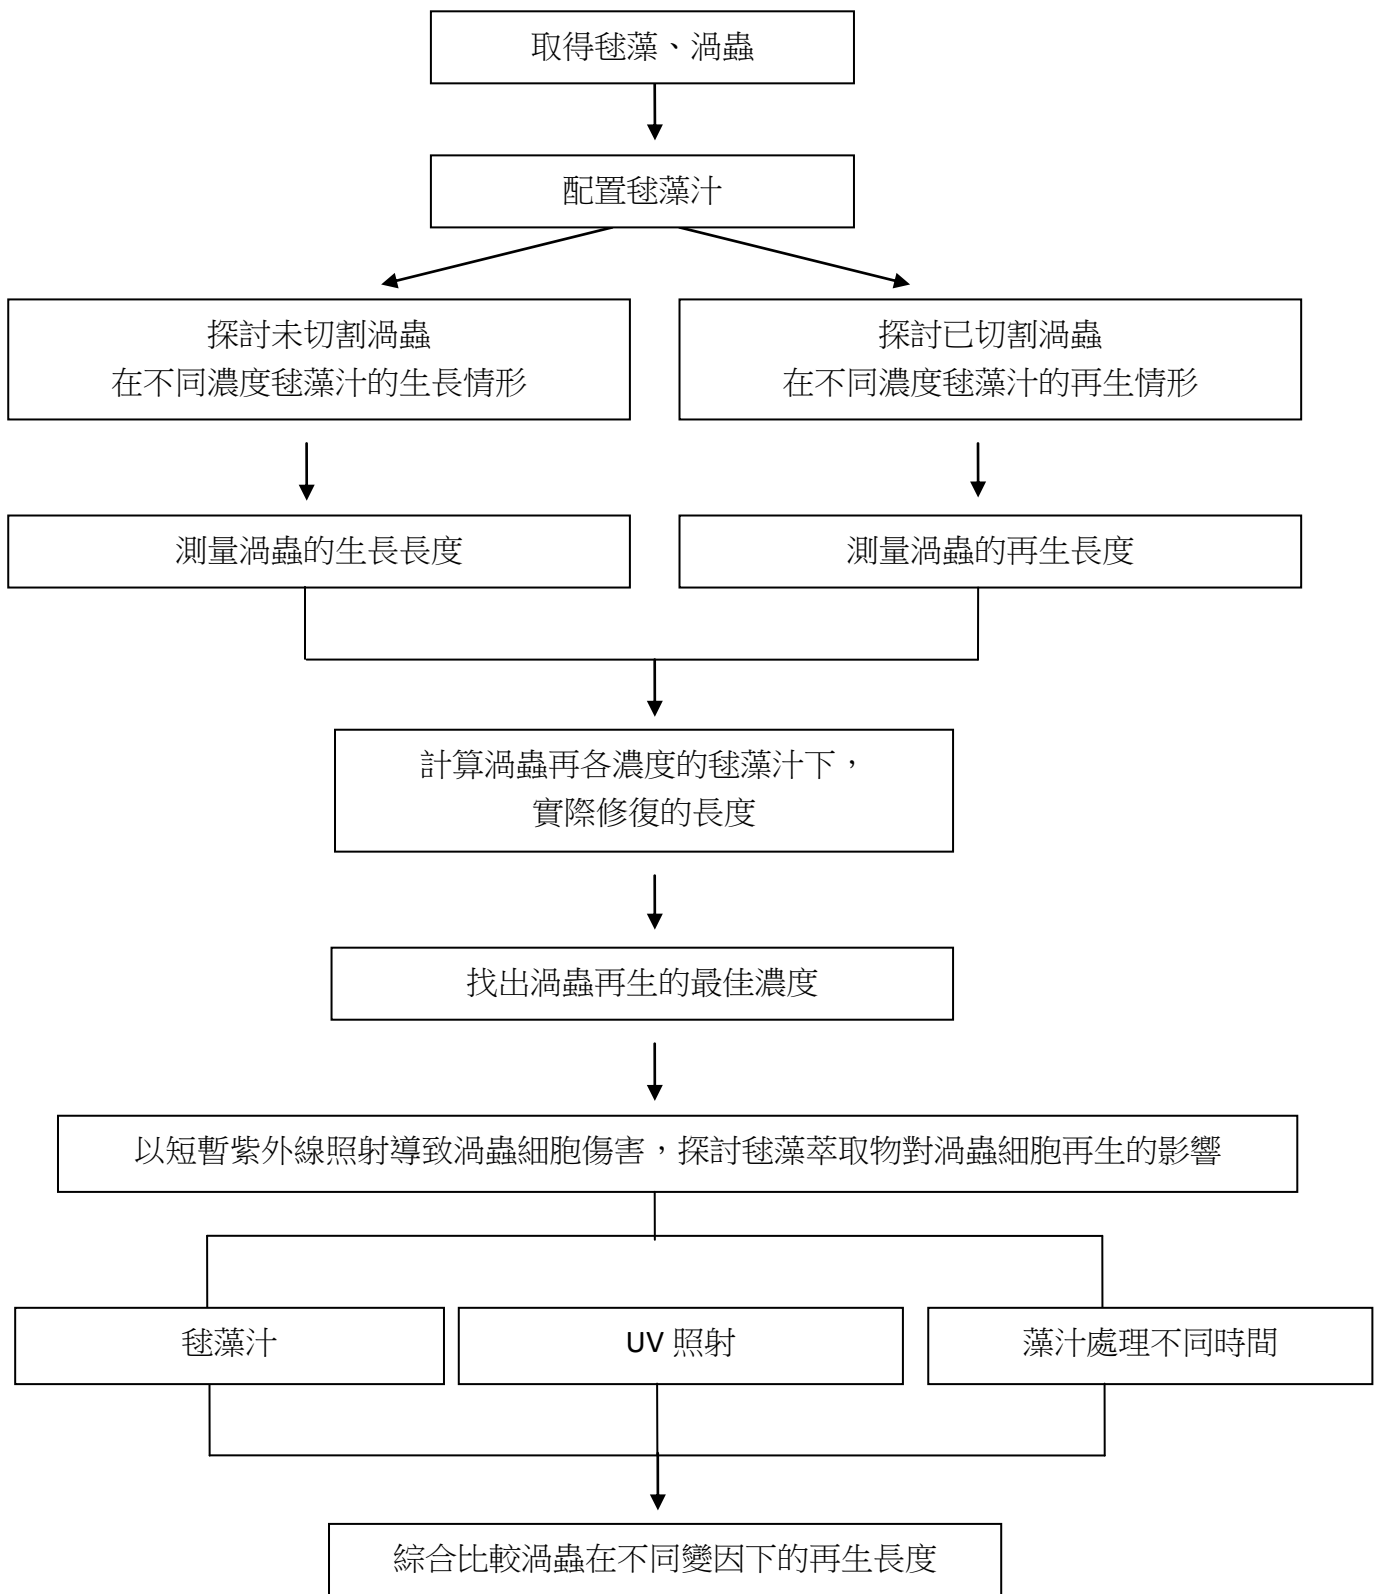 取得毬藻、渦蟲
配置毬藻汁
探討未切割渦蟲
在不同濃度毬藻汁的生長情形
探討已切割渦蟲
在不同濃度毬藻汁的再生情形
測量渦蟲的生長長度
測量渦蟲的再生長度
計算渦蟲再各濃度的毬藻汁下，
實際修復的長度
找出渦蟲再生的最佳濃度
以短暫紫外線照射導致渦蟲細胞傷害，探討毬藻萃取物對渦蟲細胞再生的影響
毬藻汁
UV 照射
藻汁處理不同時間
綜合比較渦蟲在不同變因下的再生長度